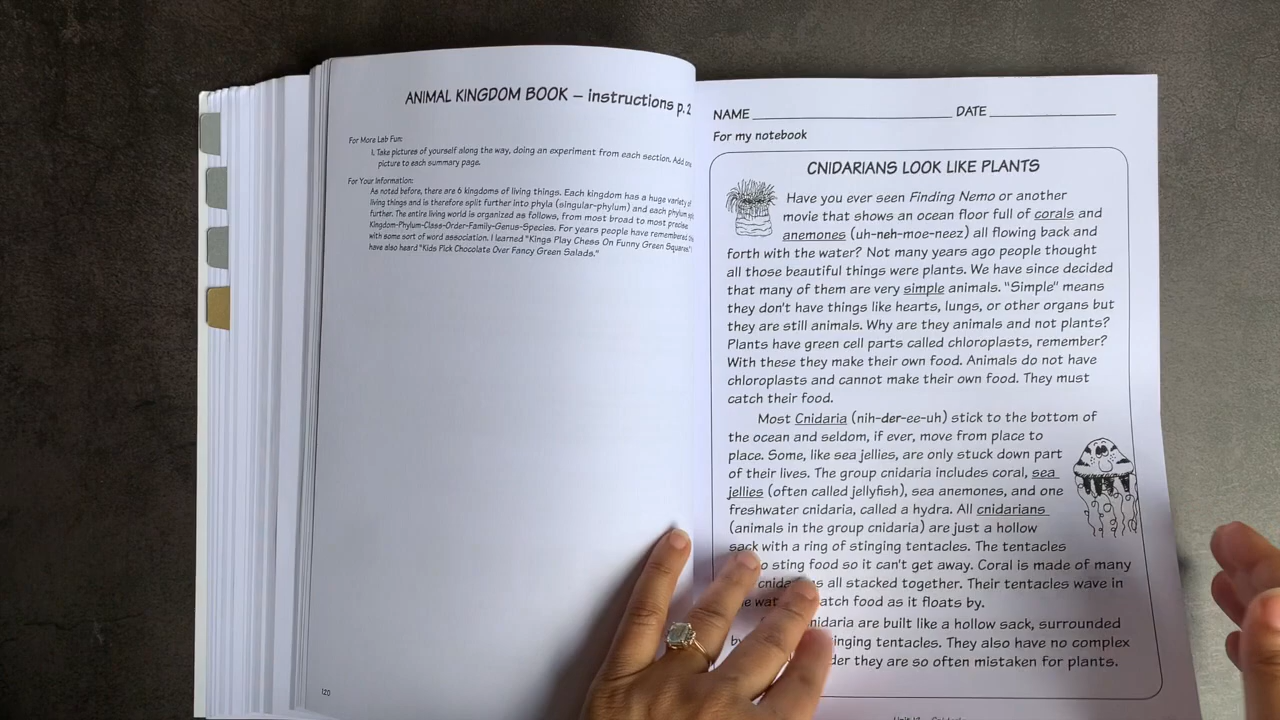 ANIMAL KINGDOM BOOK – instructions p. 2
For More Lab Fun:
1. Take pictures of yourself along the way, doing an experiment from each section. Add one
picture to each summary page.
For Your Information:
As noted before, there are 6 kingdoms of living things. Each kingdom has a huge variety of
living things and is therefore split further into phyla (singular-phylum) and each phylum
further. The entire living world is organized as follows, from most broad to most precise
Kingdom-Phylum-Class-Order-Family-Genus-Species. For years people have remembered
with some sort of word association. I learned "Kings Play Chess On Funny Green Squares"
have also heard "Kids Pick Chocolate Over Fancy Green Salads."
120
NAME DATE
For my notebook
CNIDARIANS LOOK LIKE PLANTS
Have you ever seen Finding Nemo or another
movie that shows an ocean floor full of corals and
anemones (uh-neh-moe-neez) all flowing back and
forth with the water? Not many years ago people thought
all those beautiful things were plants. We have since decided
that many of them are very simple animals. "Simple" means
they don't have things like hearts, lungs, or other organs but
they are still animals. Why are they animals and not plants?
Plants have green cell parts called chloroplasts, remember?
With these they make their own food. Animals do not have
chloroplasts and cannot make their own food. They must
catch their food.
Most Cnidaria (nih-der-ee-uh) stick to the bottom of
the ocean and seldom, if ever, move from place to
place. Some, like sea jellies, are only stuck down part
of their lives. The group cnidaria includes coral, sea
jellies (often called jellyfish), sea anemones, and one
freshwater cnidaria, called a hydra. All cnidarians
(animals in the group cnidaria) are just a hollow
sack with a ring of stinging tentacles. The tentacles
sting food so it can't get away. Coral is made of many
all stacked together. Their tentacles wave in
food as it floats by.
are built like a hollow sack, surrounded
tentacles. They also have no complex
they are so often mistaken for plants.